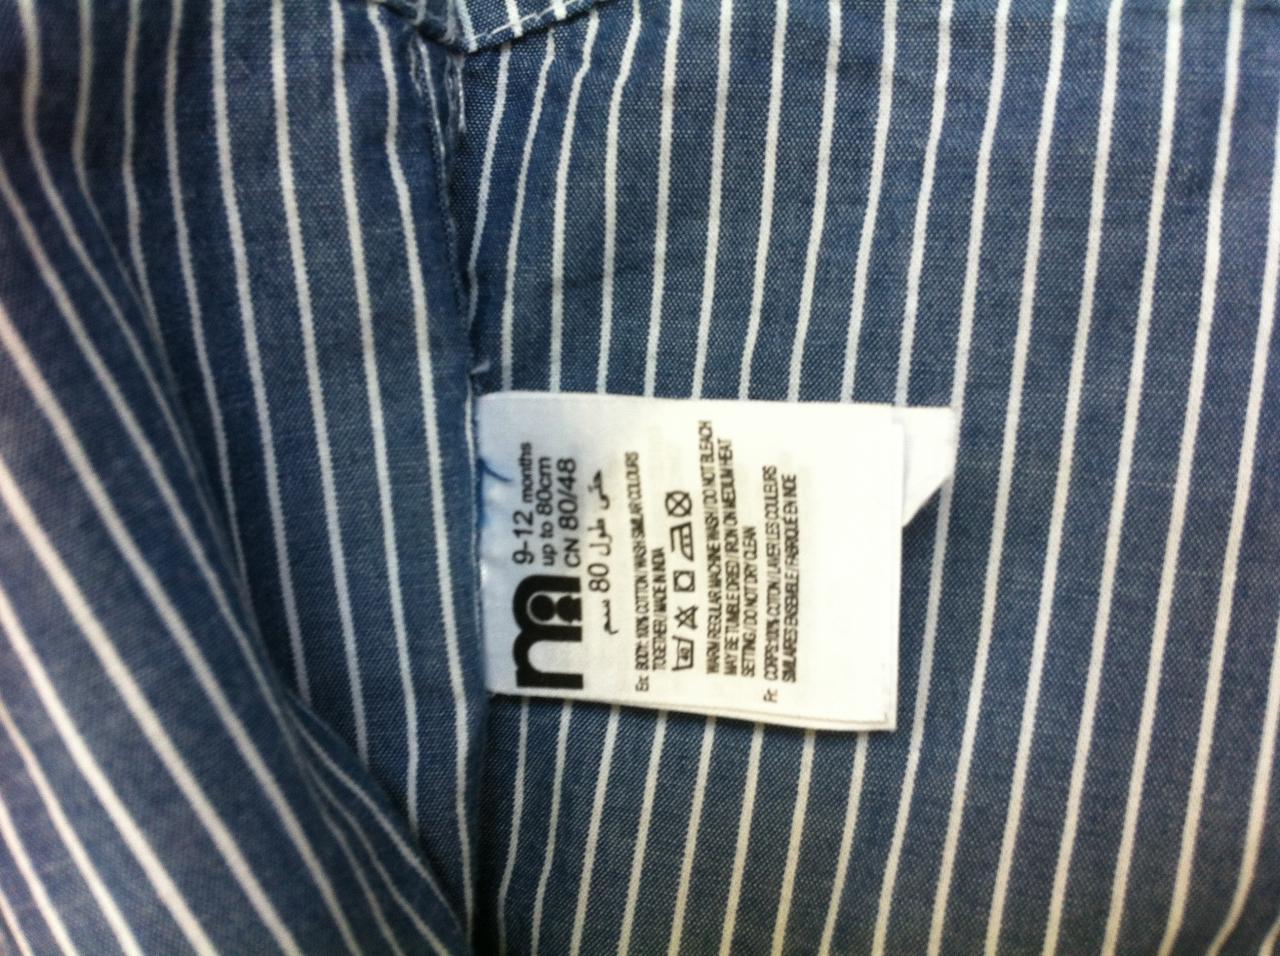 9-12 months
up to 80cm
CN 80/48
حتى طول 80 سم
En: BODY: 100% COTTON / WASH SIMILAR COLOURS
TOGETHER / MADE IN INDIA
40
WARM REGULAR MACHINE WASH / DO NOT BLEACH
MAY BE TUMBLE DRIED / IRON ON MEDIUM HEAT
SETTING / DO NOT DRY CLEAN
Fr: CORPS: 100% COTON / LAVER LES COULEURS
SIMILAIRES ENSEMBLE / FABRIQUE EN INDE